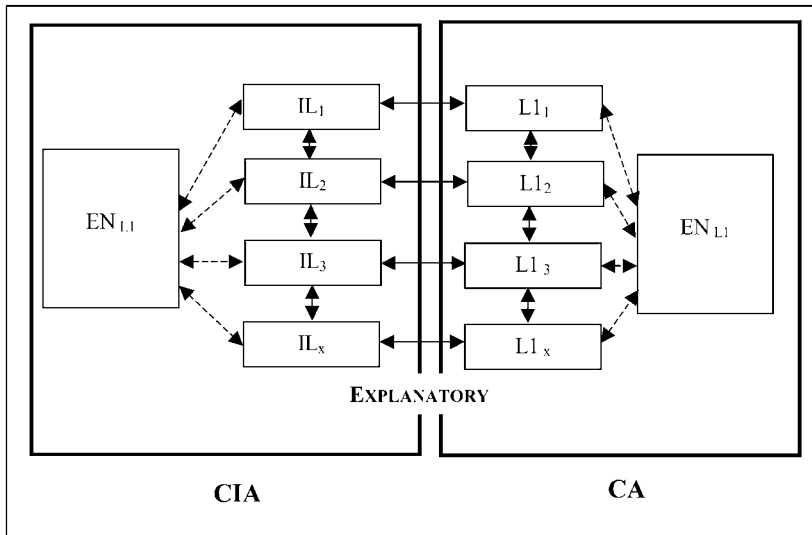 IL₁ L1₁
IL₂ L1₂
EN L1 EN L1
IL₃ L1 ₃
ILₓ L1 ₓ
EXPLANATORY
CIA CA